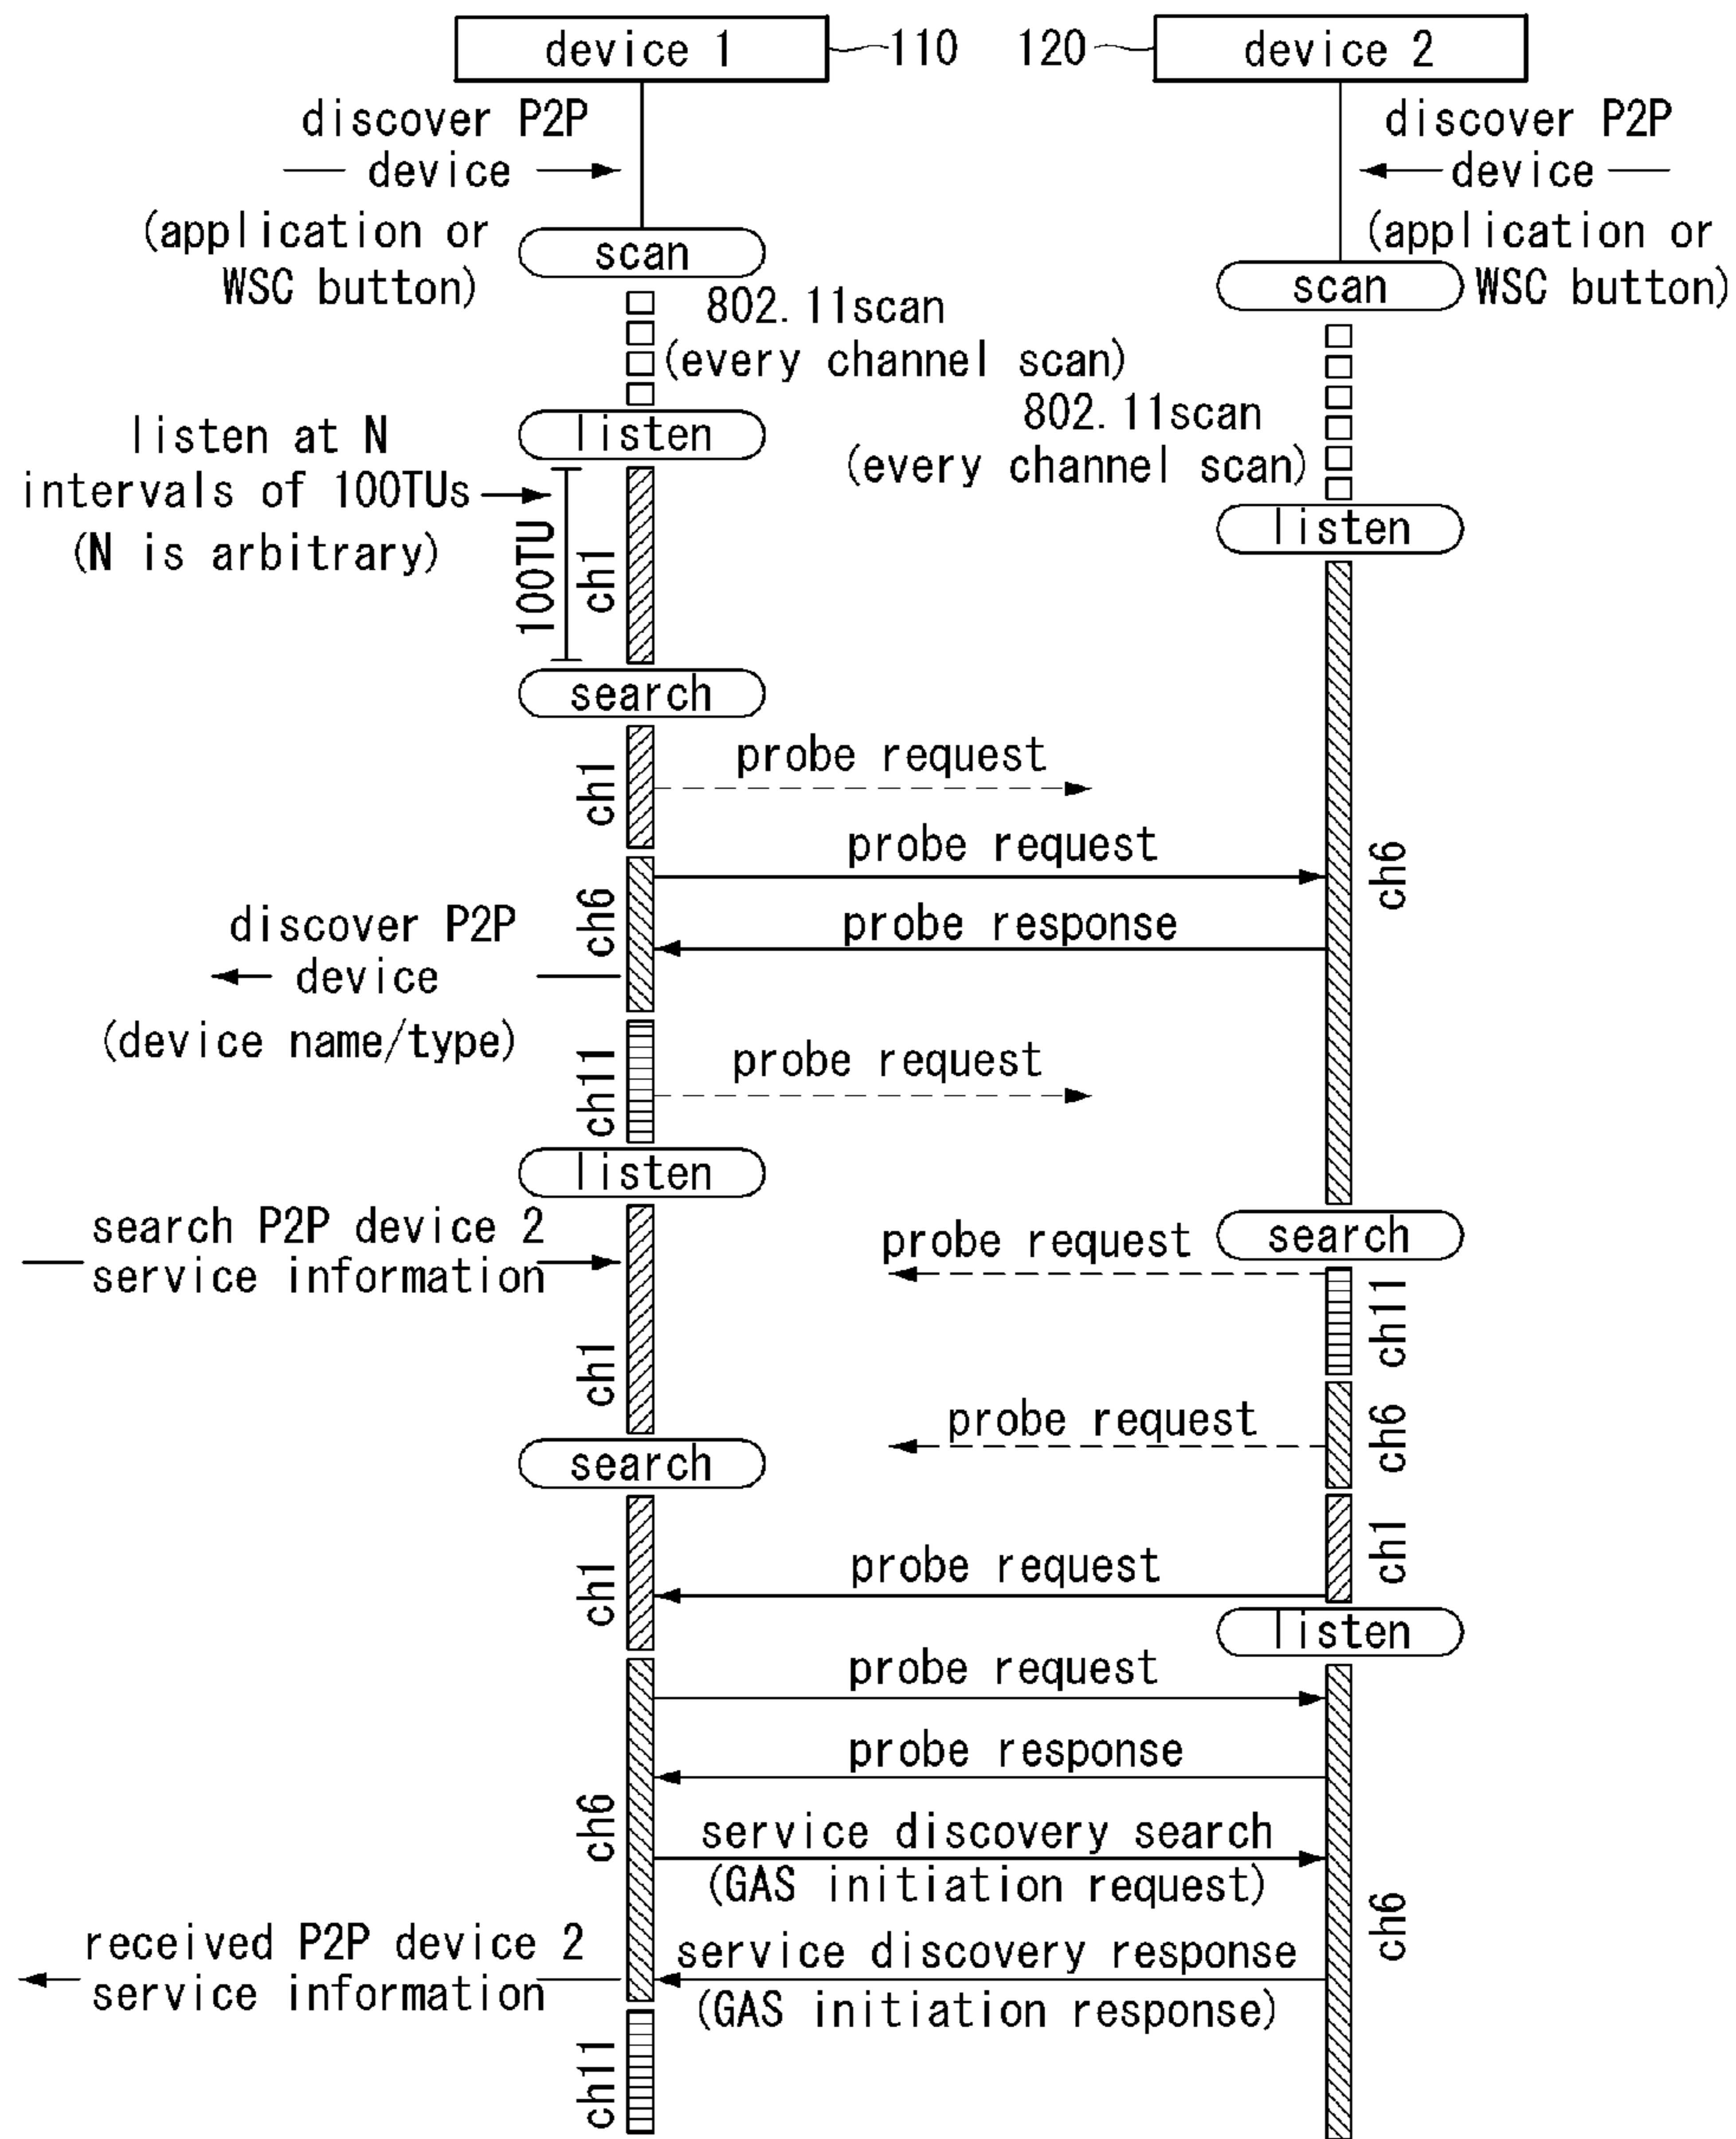 device 1
110
120
device 2
discover P2P
device
(application or
WSC button)
discover P2P
device
(application or
WSC button)
scan
scan
802.11scan
(every channel scan)
802.11scan
(every channel scan)
listen
listen at N
intervals of 100TUs
(N is arbitrary)
listen
100TU
ch1
search
ch1
probe request
probe request
ch6
ch6
probe response
discover P2P
device
(device name/type)
ch11
probe request
listen
search P2P device 2
service information
search
probe request
ch11
ch1
probe request
ch6
search
ch1
ch1
probe request
listen
probe request
probe response
ch6
service discovery search
(GAS initiation request)
ch6
received P2P device 2
service information
service discovery response
(GAS initiation response)
ch11